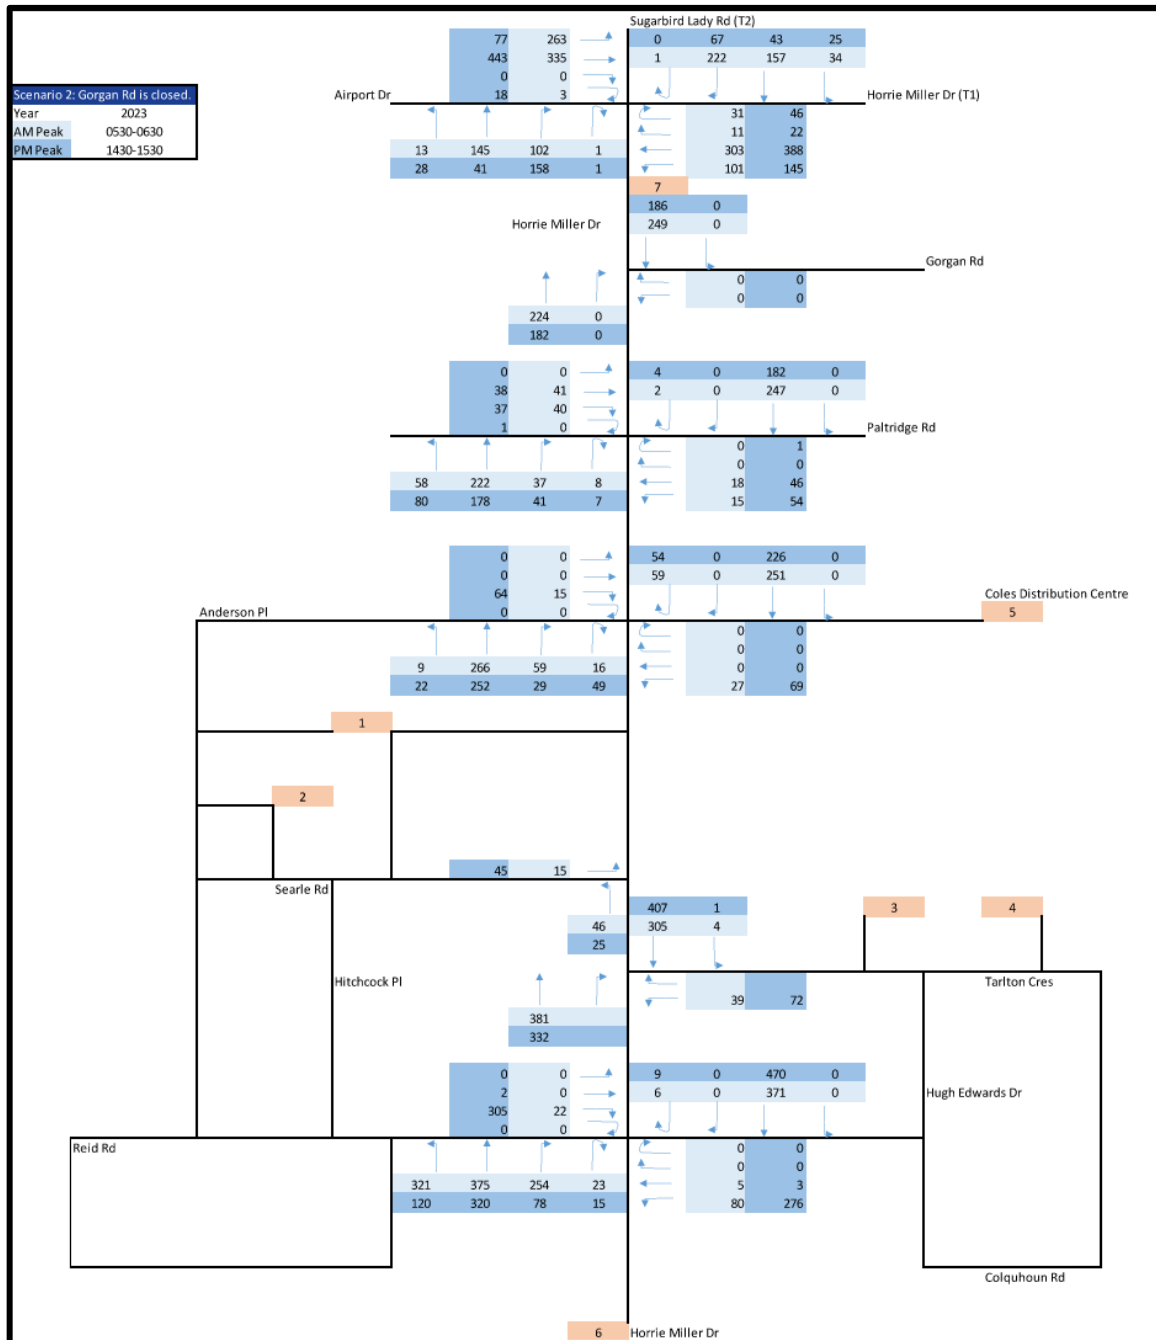 Sugarbird Lady Rd (T2)
77 263 0 67 43 25
443 335 1 222 157 34
0 0
Scenario 2: Gorgan Rd is closed.
Airport Dr 18 3 Horrie Miller Dr (T1)
Year 2023
31 46
AM Peak 0530-0630
11 22
PM Peak 1430-1530
13 145 102 1 303 388
28 41 158 1 101 145
7
186 0
Horrie Miller Dr 249 0
Gorgan Rd
0 0
0 0
224 0
182 0
0 0 4 0 182 0
38 41 2 0 247 0
37 40
1 0 Paltridge Rd
0 1
0 0
58 222 37 8 18 46
80 178 41 7 15 54
0 0 54 0 226 0
0 0 59 0 251 0
64 15 Coles Distribution Centre
Anderson Pl 0 0 5
0 0
0 0
9 266 59 16 0 0
22 252 29 49 27 69
1
2
45 15
Searle Rd
407 1 3 4
46 305 4
25
Hitchcock Pl Tarlton Cres
39 72
381
332
0 0 9 0 470 0
2 0 6 0 371 0 Hugh Edwards Dr
305 22
0 0
Reid Rd 0 0
0 0
321 375 254 23 5 3
120 320 78 15 80 276
Colquhoun Rd
6 Horrie Miller Dr